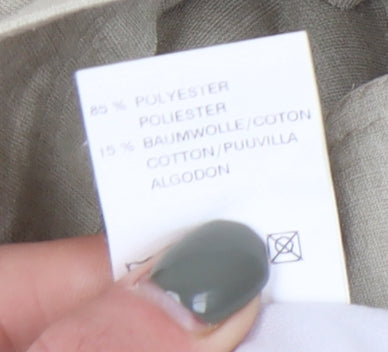 85 % POLYESTER
POLIESTER
15 % BAUMWOLLE/COTON
COTTON/PUUVILLA
ALGODON